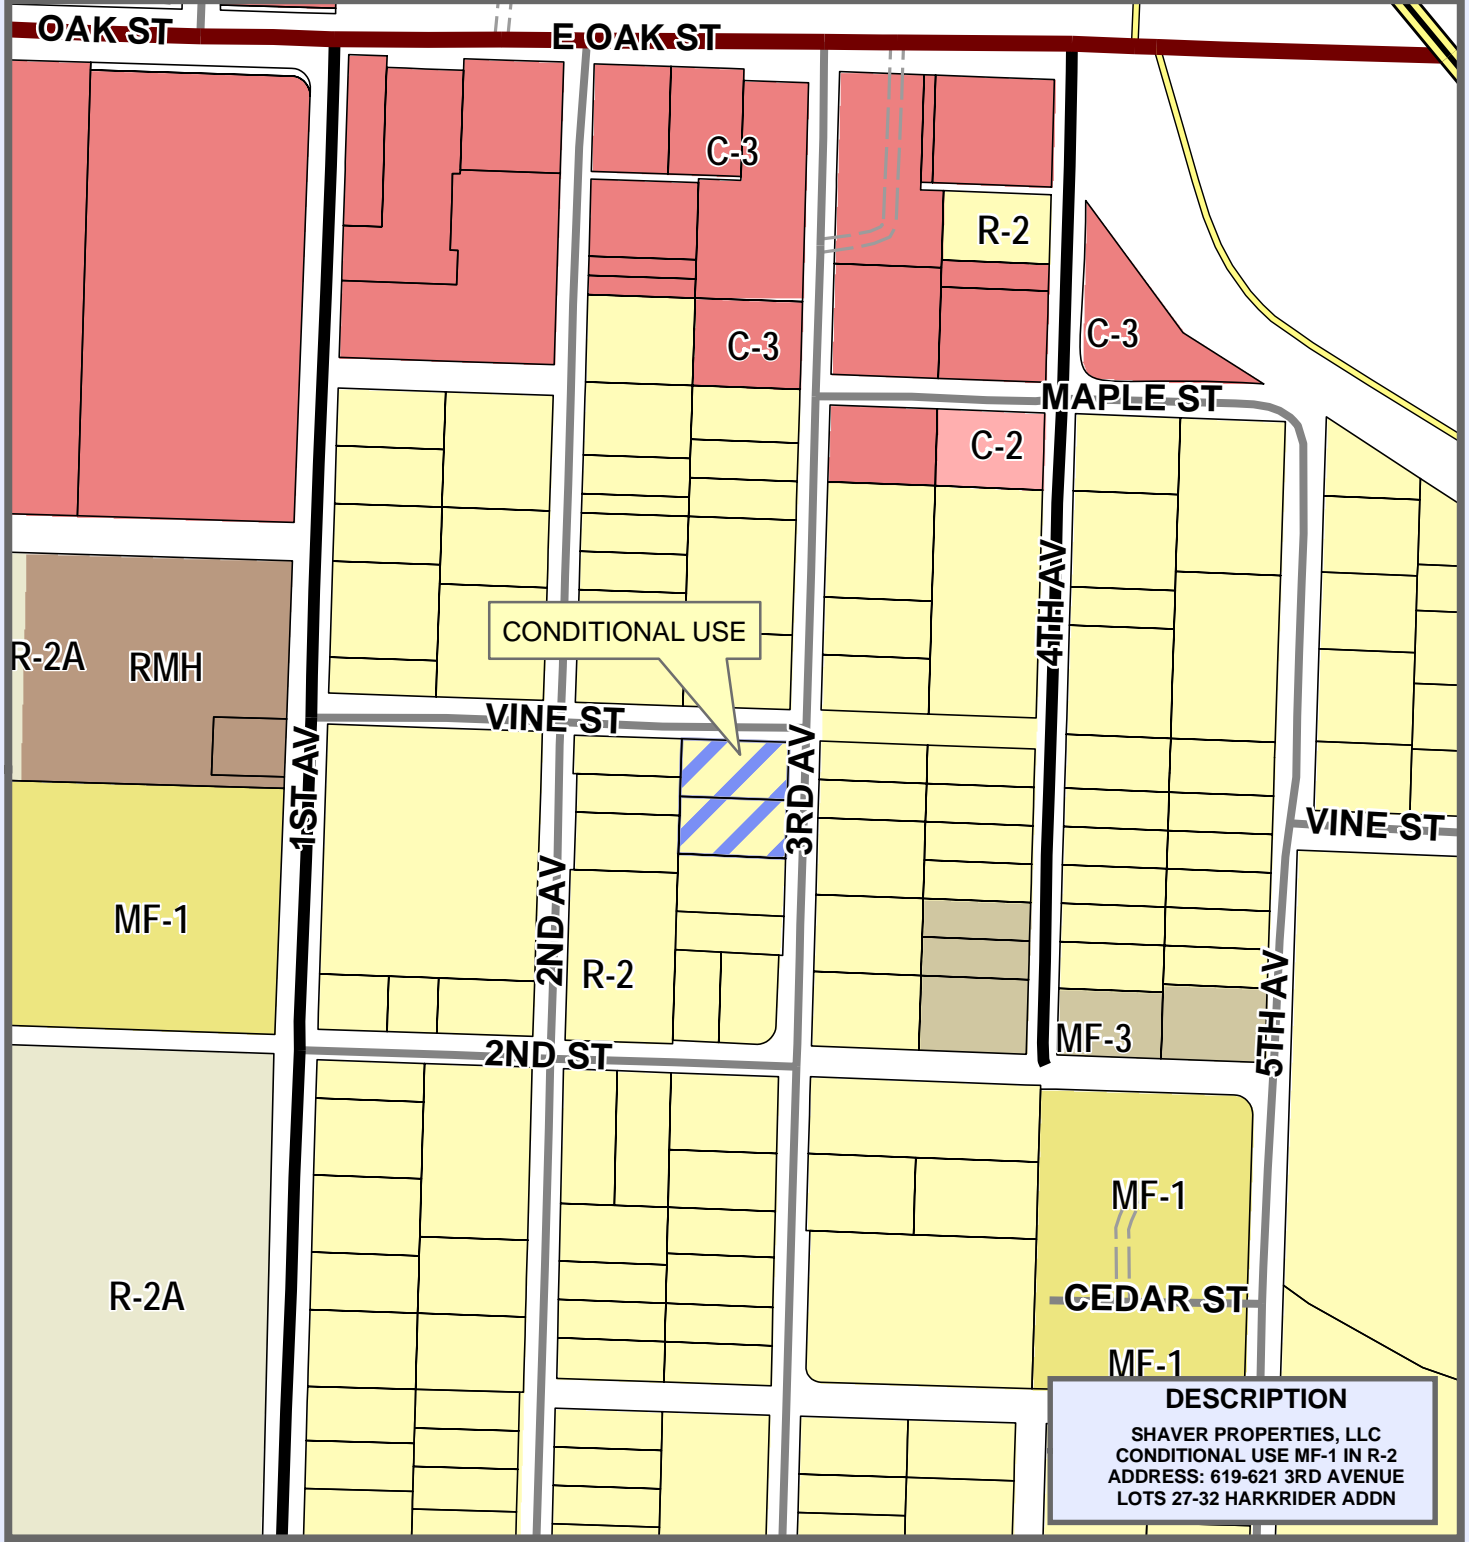 OAK ST
E OAK ST
C-3
R-2
C-3
C-3
MAPLE ST
C-2
4TH AV
CONDITIONAL USE
R-2A
RMH
VINE ST
1ST AV
3RD AV
VINE ST
MF-1
2ND AV
R-2
5TH AV
MF-3
2ND ST
MF-1
R-2A
CEDAR ST
MF-1
DESCRIPTION
SHAVER PROPERTIES, LLC
CONDITIONAL USE MF-1 IN R-2
ADDRESS: 619-621 3RD AVENUE
LOTS 27-32 HARKRIDER ADDN